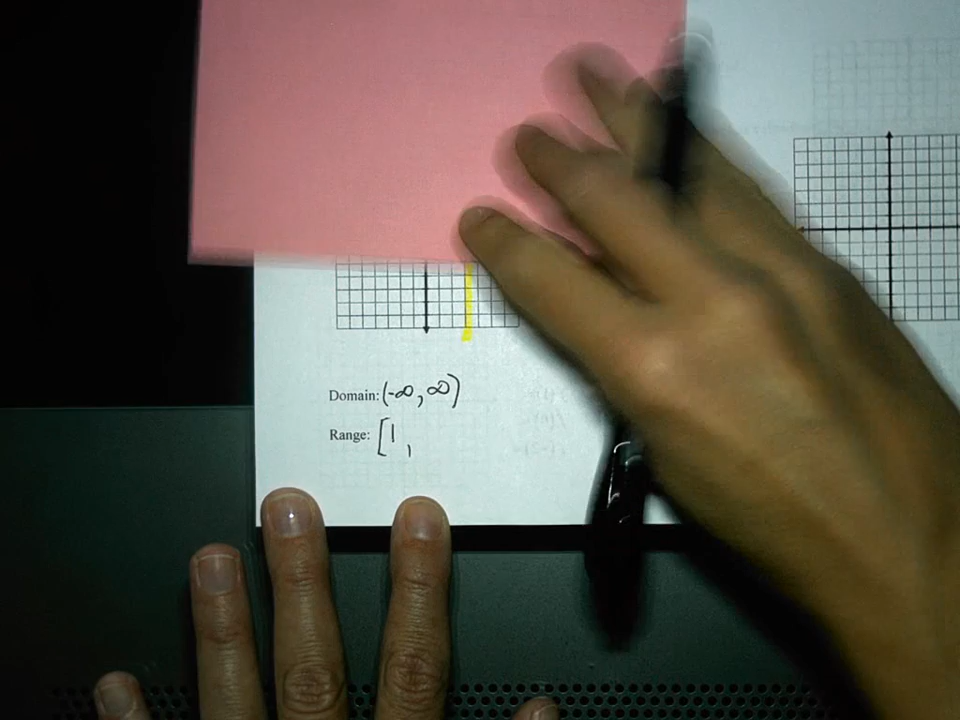 Domain: (-∞, ∞)
Range: [1,